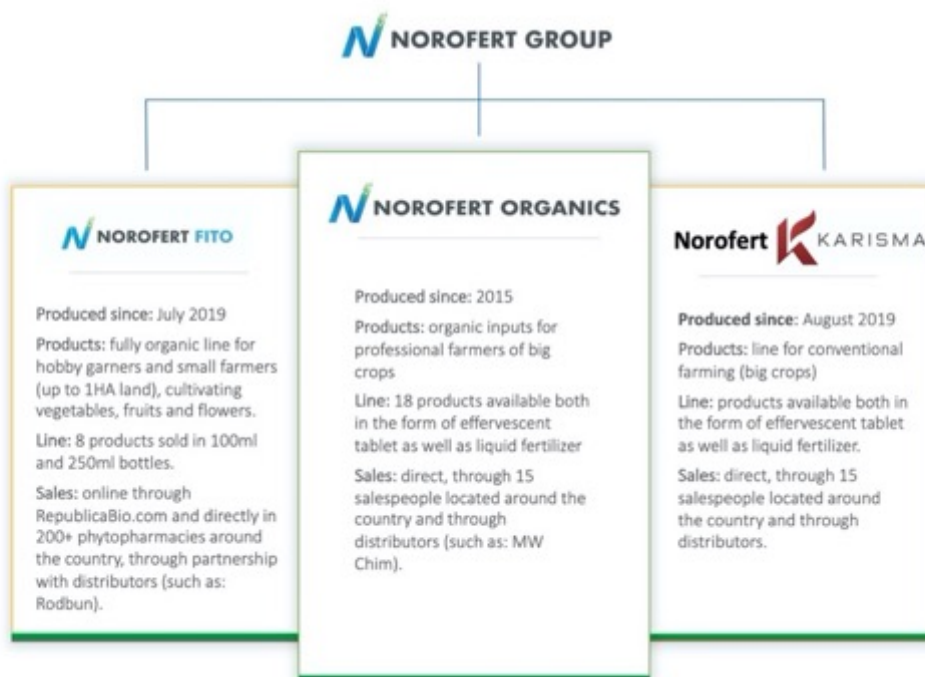 NOROFERT GROUP
NOROFERT FITO
Produced since: July 2019
Products: fully organic line for
hobby garners and small farmers
(up to 1HA land), cultivating
vegetables, fruits and flowers.
Line: 8 products sold in 100ml
and 250ml bottles.
Sales: online through
RepublicaBio.com and directly in
200+ phytopharmacies around
the country, through partnership
with distributors (such as:
Rodbun).
NOROFERT ORGANICS
Produced since: 2015
Products: organic inputs for
professional farmers of big
crops
Line: 18 products available both
in the form of effervescent
tablet as well as liquid fertilizer
Sales: direct, through 15
salespeople located around the
country and through
distributors (such as: MW
Chim).
Norofert K KARISMA
Produced since: August 2019
Products: line for conventional
farming (big crops)
Line: products available both in
the form of effervescent tablet
as well as liquid fertilizer.
Sales: direct, through 15
salespeople located around
the country and through
distributors.